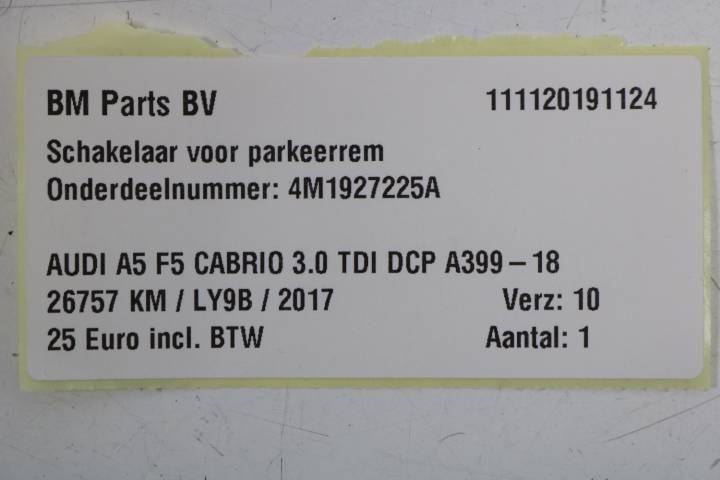 BM Parts BV 111120191124
Schakelaar voor parkeerrem
Onderdeelnummer: 4M1927225A
AUDI A5 F5 CABRIO 3.0 TDI DCP A399 – 18
26757 KM / LY9B / 2017 Verz: 10
25 Euro incl. BTW Aantal: 1